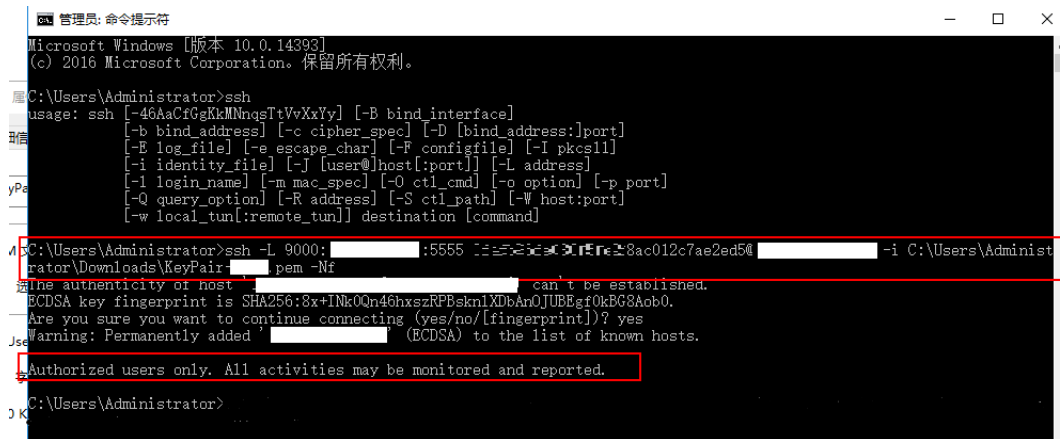 管理员: 命令提示符
Microsoft Windows [版本 10.0.14393]
(c) 2016 Microsoft Corporation。保留所有权利。
C:\Users\Administrator>ssh
usage: ssh [-46AaCfGgKkMNnqsTtVvXxYy] [-B bind_interface]
[-b bind_address] [-c cipher_spec] [-D [bind_address:]port]
[-E log_file] [-e escape_char] [-F configfile] [-I pkcs11]
[-i identity_file] [-J [user@]host[:port]] [-L address]
[-l login_name] [-m mac_spec] [-O ctl_cmd] [-o option] [-p port]
[-Q query_option] [-R address] [-S ctl_path] [-W host:port]
[-w local_tun[:remote_tun]] destination [command]
C:\Users\Administrator>ssh -L 9000: :5555 8ac012c7ae2ed5@ -i C:\Users\Administ
rator\Downloads\KeyPair- .pem -Nf
The authenticity of host ' can't be established.
ECDSA key fingerprint is SHA256:8x+INk0Qn46hxszRPBskn1XDbAnOJUBEgf0kBG8Aob0.
Are you sure you want to continue connecting (yes/no/[fingerprint])? yes
Warning: Permanently added ' ' (ECDSA) to the list of known hosts.
Authorized users only. All activities may be monitored and reported.
C:\Users\Administrator>